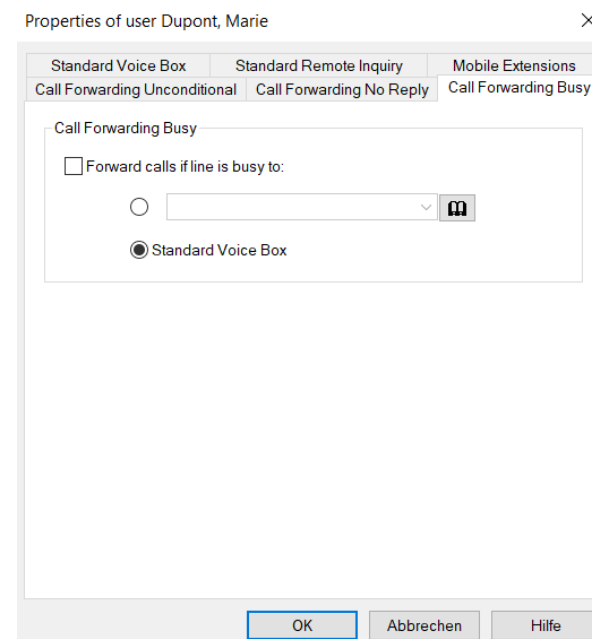 Properties of user Dupont, Marie
Standard Voice Box Standard Remote Inquiry Mobile Extensions
Call Forwarding Unconditional Call Forwarding No Reply Call Forwarding Busy
Call Forwarding Busy
Forward calls if line is busy to:
Standard Voice Box
OK Abbrechen Hilfe